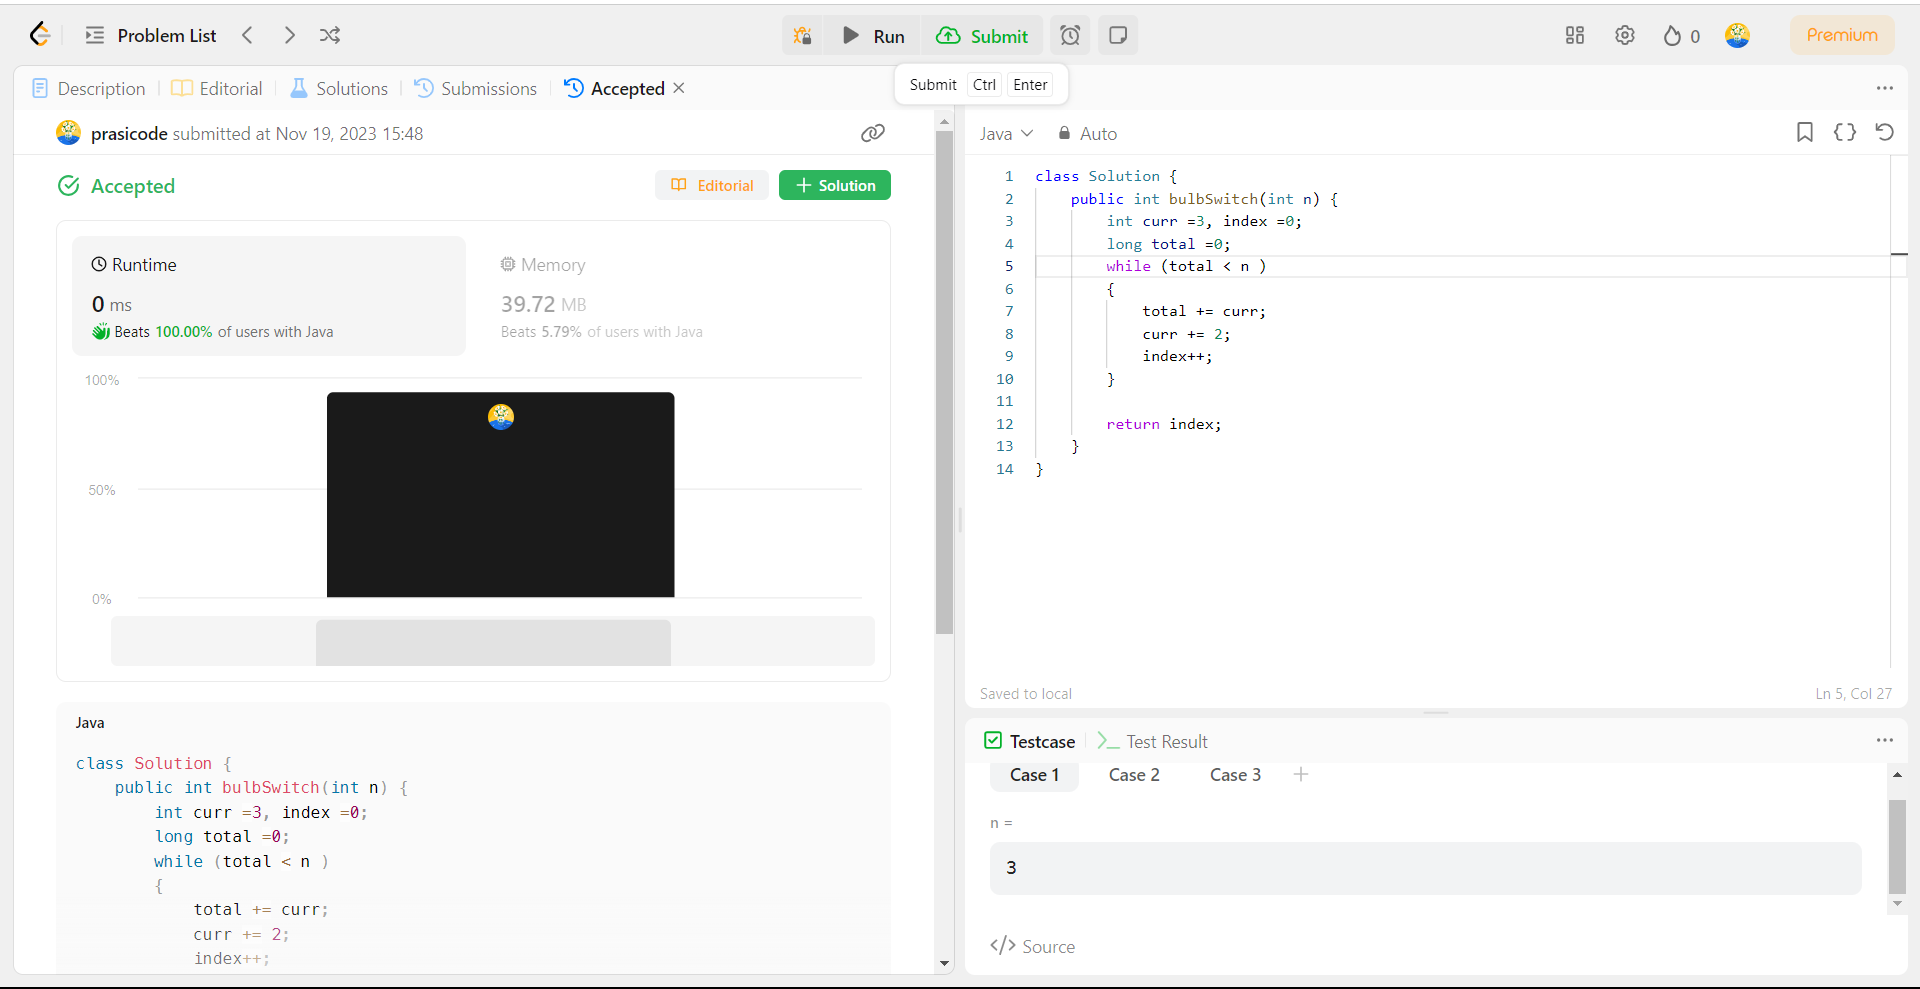 Problem List
Run
Submit
0
Premium
Submit Ctrl Enter
Description
Editorial
Solutions
Submissions
Accepted
prasicode submitted at Nov 19, 2023 15:48
Accepted
Editorial
Solution
Runtime
0 ms
Beats 100.00% of users with Java
Memory
39.72 MB
Beats 5.79% of users with Java
100%
50%
0%
Java
class Solution {
public int bulbSwitch(int n) {
int curr =3, index =0;
long total =0;
while (total < n )
{
total += curr;
curr += 2;
index++;
Java
Auto
1 class Solution {
2 public int bulbSwitch(int n) {
3 int curr =3, index =0;
4 long total =0;
5 while (total < n )
6 {
7 total += curr;
8 curr += 2;
9 index++;
10 }
11
12 return index;
13 }
14 }
Saved to local
Ln 5, Col 27
Testcase
Test Result
Case 1
Case 2
Case 3
n =
3
Source